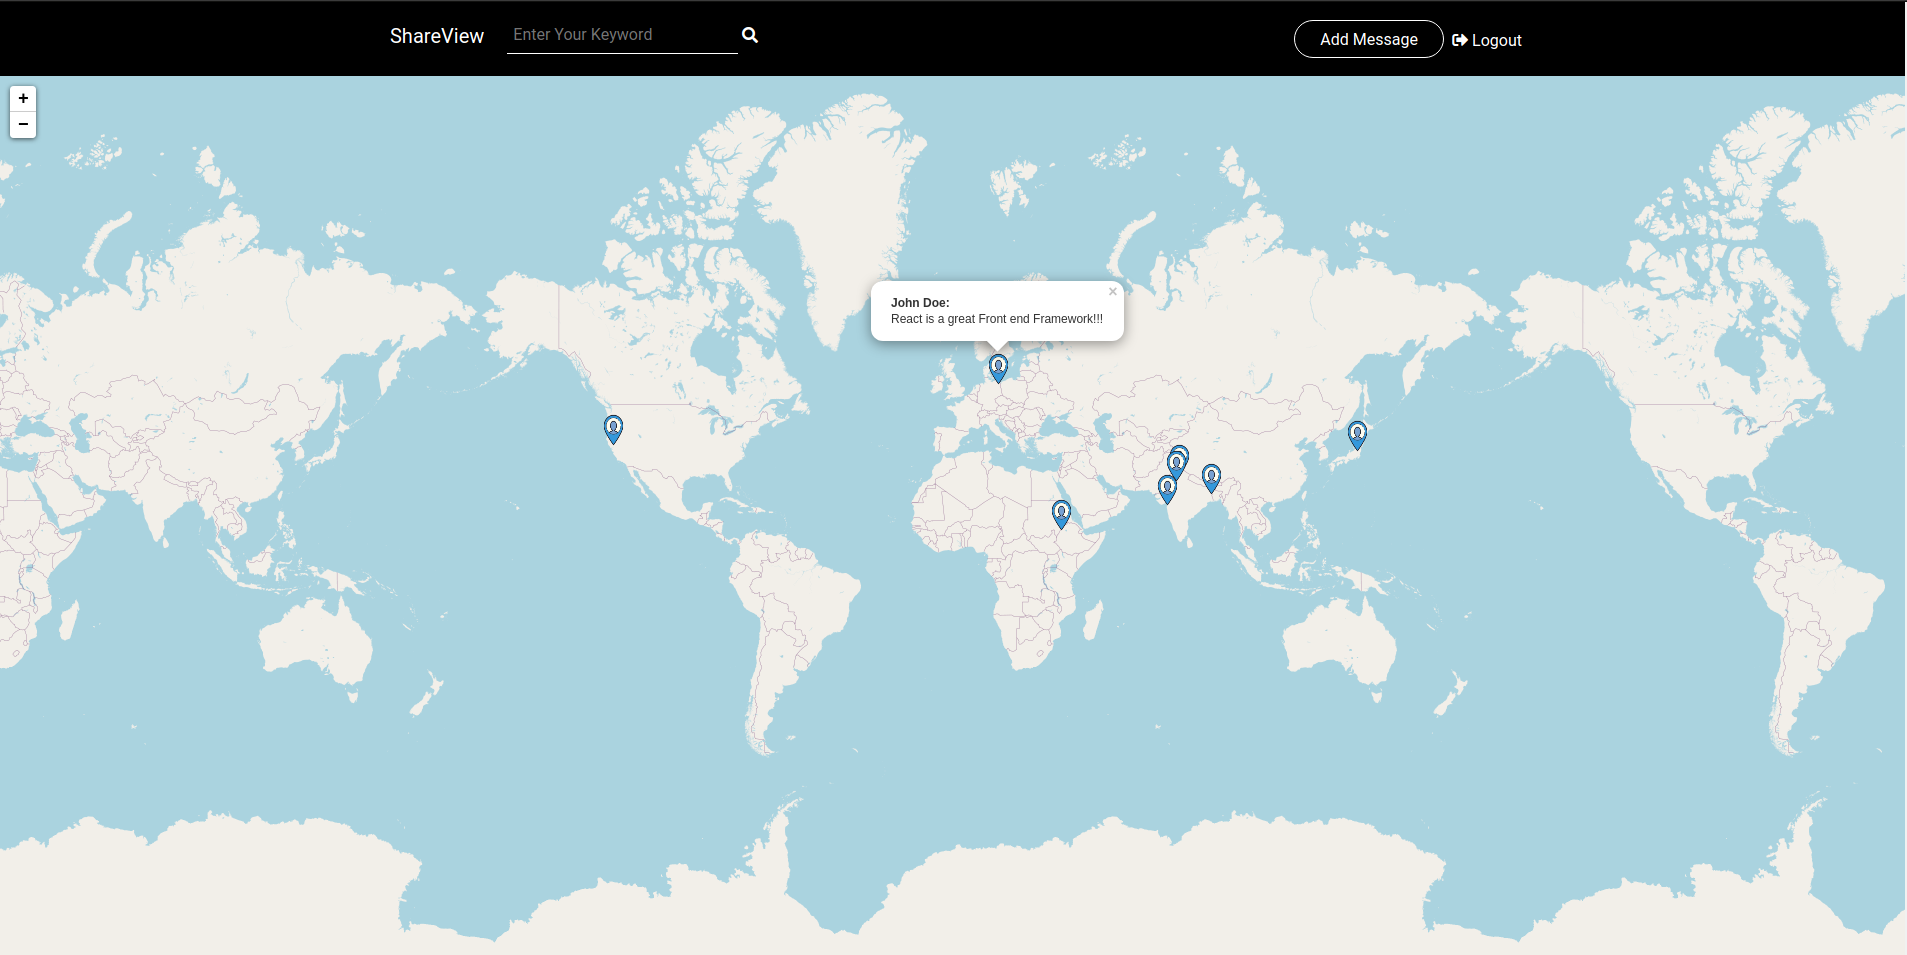 ShareView
Enter Your Keyword
Add Message
Logout
+
−
×
John Doe:
React is a great Front end Framework!!!